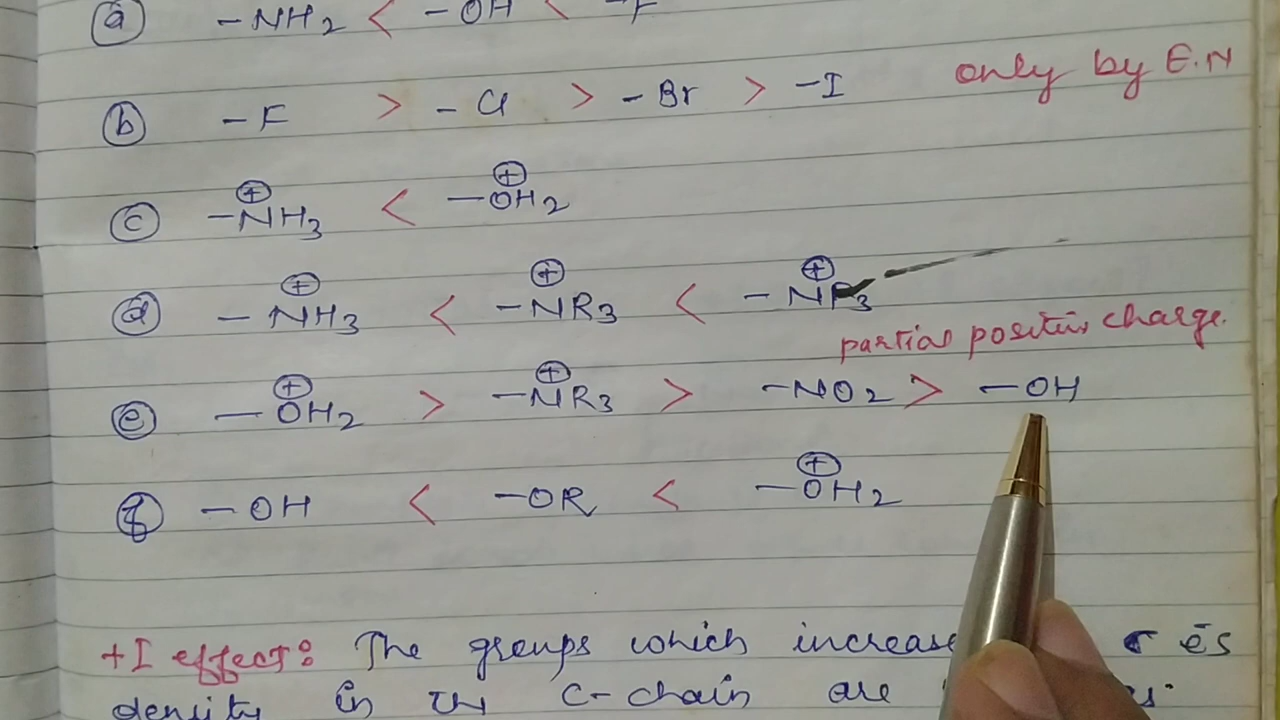 (a) -NH2 < -OH < -F
only by E.N
(b) -F > -Cl > -Br > -I
(c) -N⊕H3 < -O⊕H2
(d) -N⊕H3 < -N⊕R3 < -N⊕F3
partial positive charge.
(e) -O⊕H2 > -N⊕R3 > -NO2 > -OH
(f) -OH < -OR < -O⊕H2
+I effect: The groups which increase σ ēs
density in the C-chain are